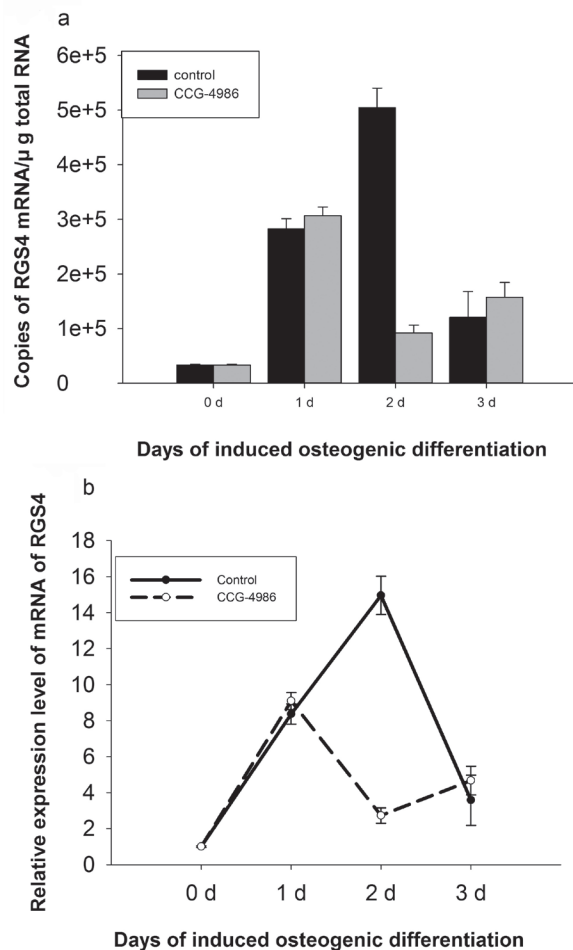 a
Copies of RGS4 mRNA/μ g total RNA
6e+5
5e+5
4e+5
3e+5
2e+5
1e+5
0
control
CCG-4986
0 d 1 d 2 d 3 d
Days of induced osteogenic differentiation
b
Relative expression level of mRNA of RGS4
18
16
14
12
10
8
6
4
2
0
Control
CCG-4986
0 d 1 d 2 d 3 d
Days of induced osteogenic differentiation